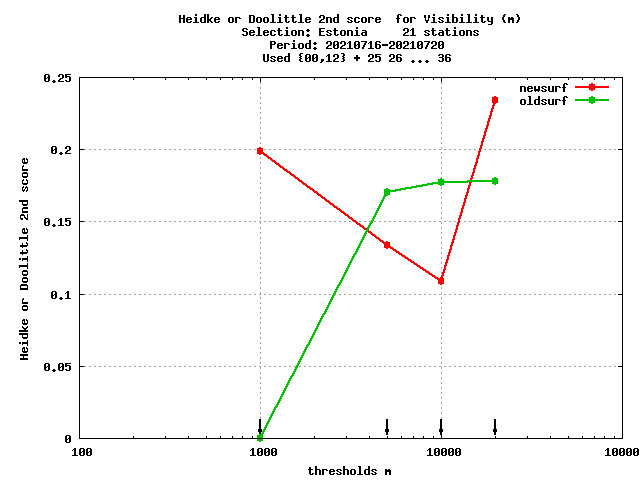 Heidke or Doolittle 2nd score  for Visibility (m)
Selection: Estonia     21 stations
Period: 20210716-20210720
Used {00,12} + 25 26 ... 36
newsurf
oldsurf
0.25
0.2
0.15
0.1
0.05
0
Heidke or Doolittle 2nd score
100
1000
10000
10000
thresholds m